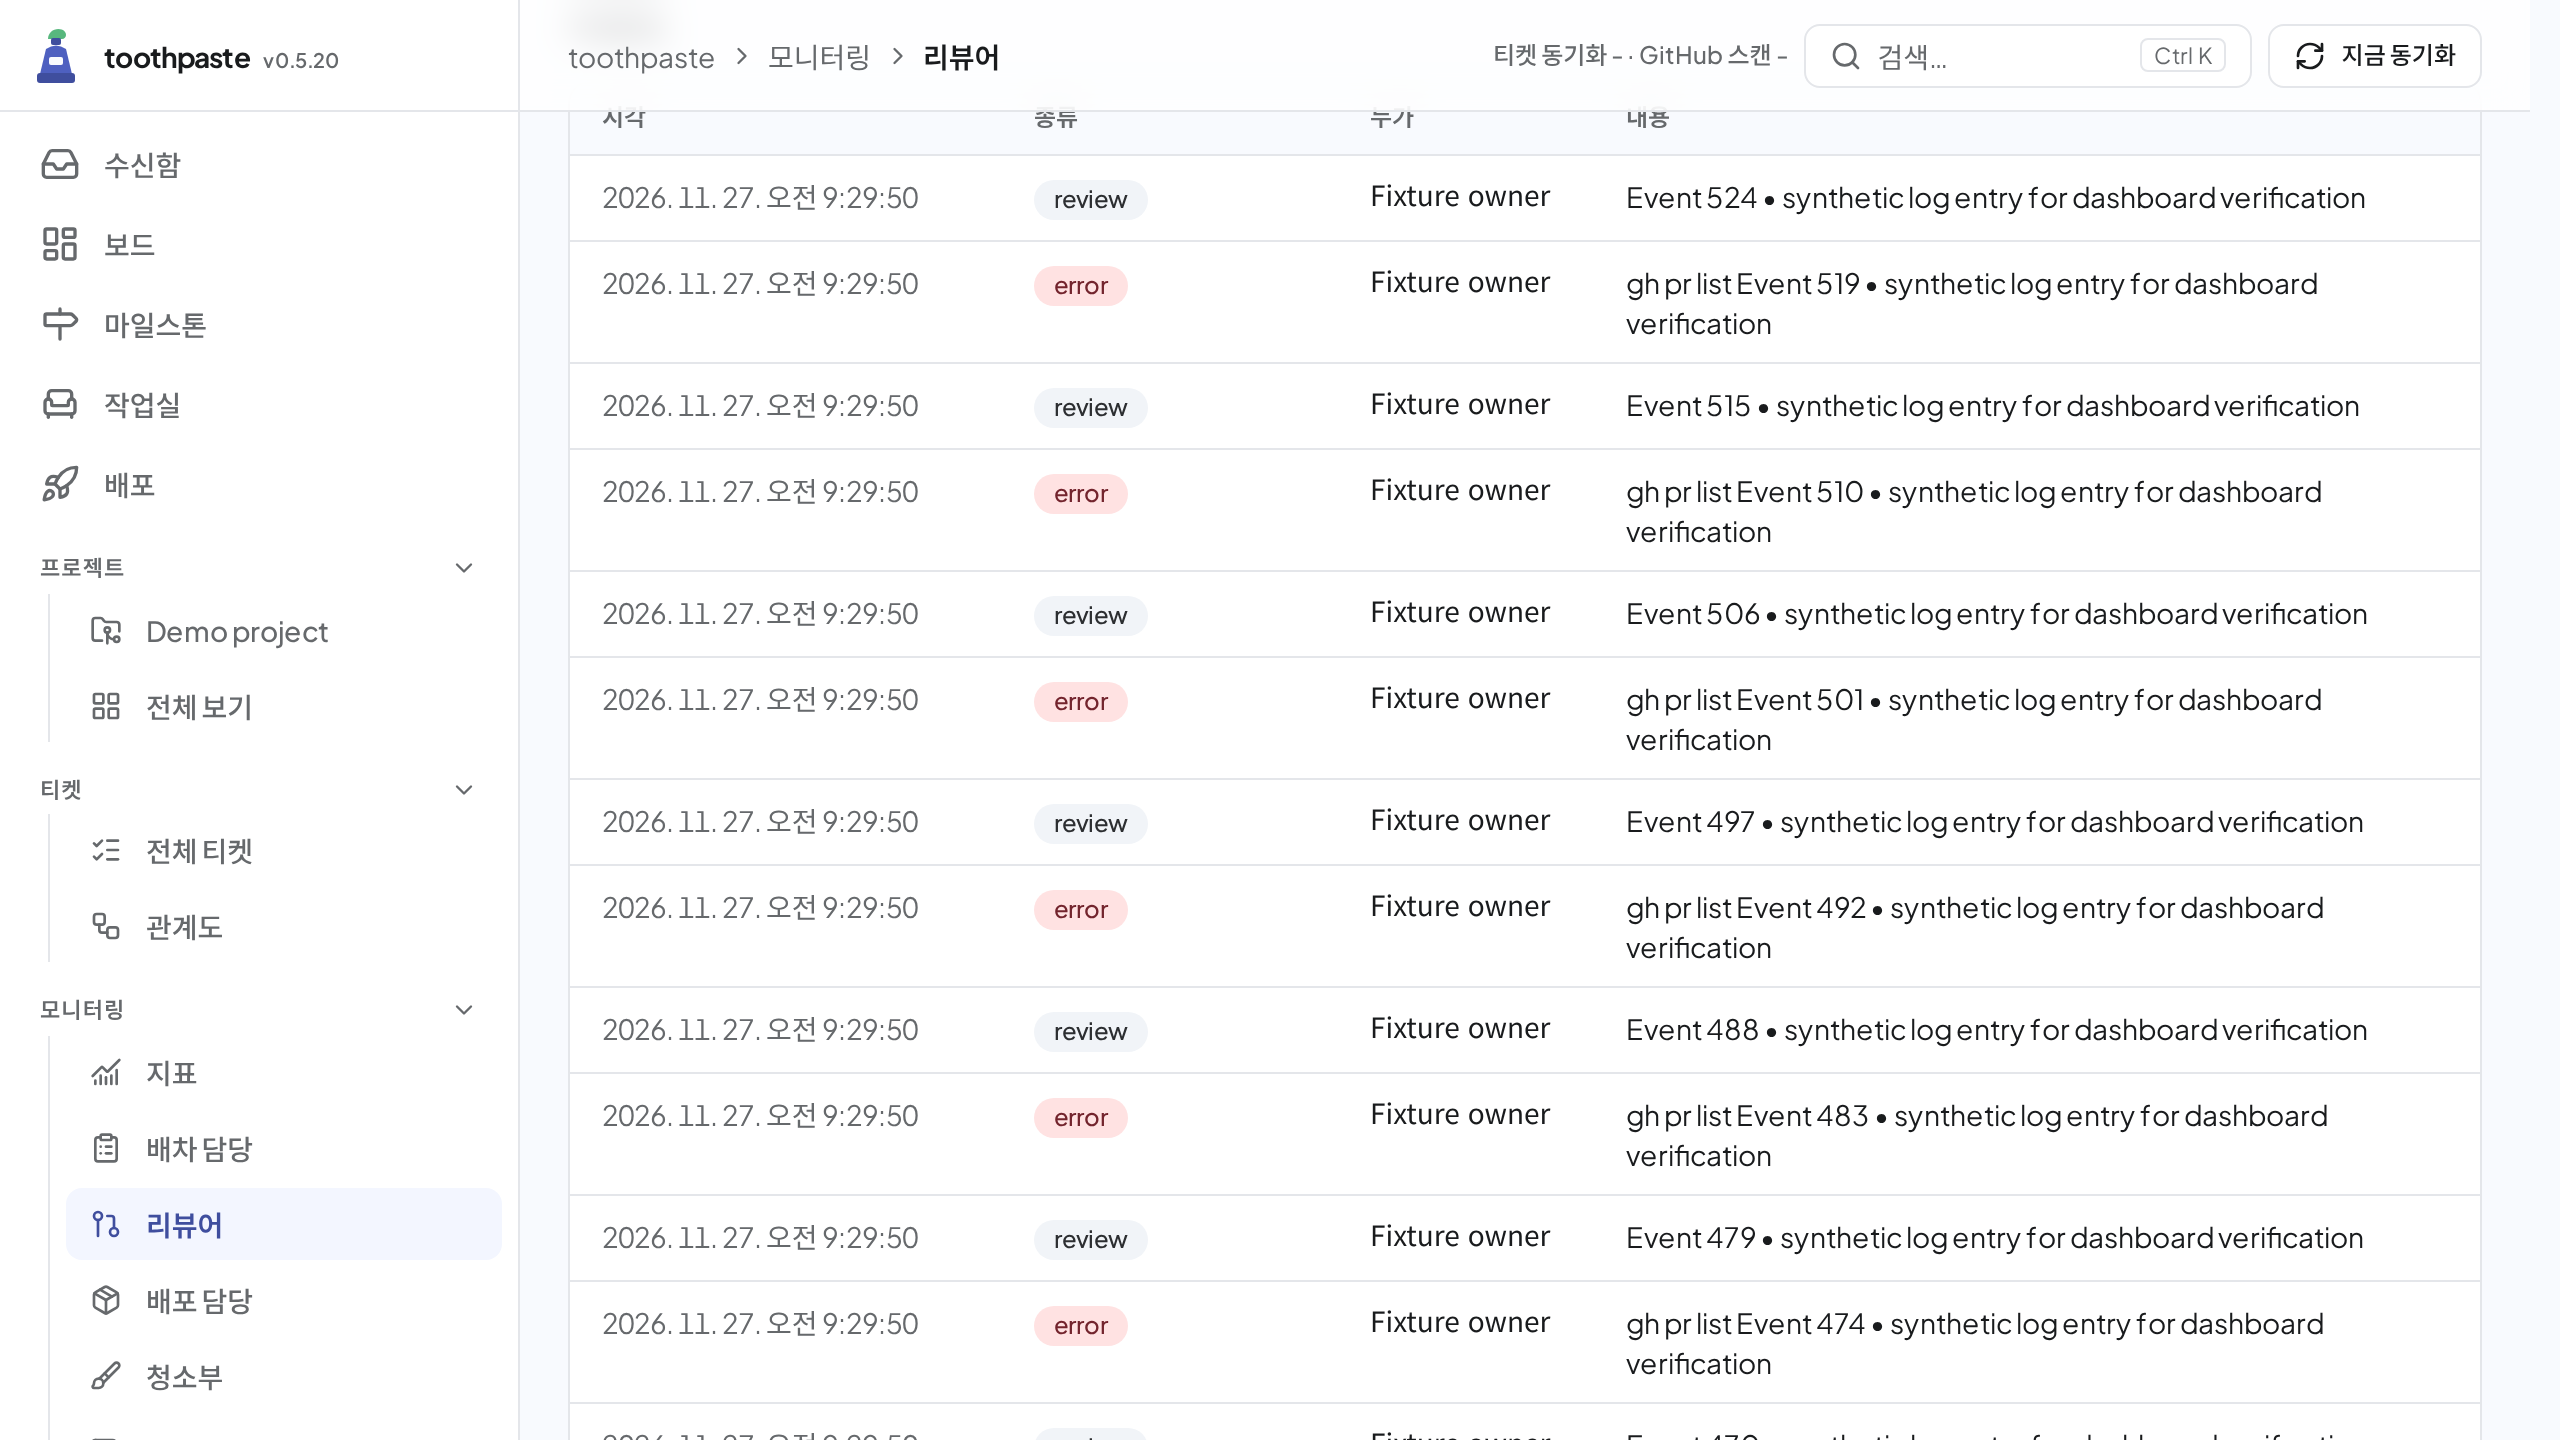 toothpaste v0.5.20
수신함
보드
마일스톤
작업실
배포
프로젝트
Demo project
전체 보기
티켓
전체 티켓
관계도
모니터링
지표
배차 담당
리뷰어
배포 담당
청소부
toothpaste > 모니터링 > 리뷰어
티켓 동기화 - · GitHub 스캔 -
검색...
Ctrl K
지금 동기화
시각 종류 누가 내용
2026. 11. 27. 오전 9:29:50 review Fixture owner Event 524 • synthetic log entry for dashboard verification
2026. 11. 27. 오전 9:29:50 error Fixture owner gh pr list Event 519 • synthetic log entry for dashboard
verification
2026. 11. 27. 오전 9:29:50 review Fixture owner Event 515 • synthetic log entry for dashboard verification
2026. 11. 27. 오전 9:29:50 error Fixture owner gh pr list Event 510 • synthetic log entry for dashboard
verification
2026. 11. 27. 오전 9:29:50 review Fixture owner Event 506 • synthetic log entry for dashboard verification
2026. 11. 27. 오전 9:29:50 error Fixture owner gh pr list Event 501 • synthetic log entry for dashboard
verification
2026. 11. 27. 오전 9:29:50 review Fixture owner Event 497 • synthetic log entry for dashboard verification
2026. 11. 27. 오전 9:29:50 error Fixture owner gh pr list Event 492 • synthetic log entry for dashboard
verification
2026. 11. 27. 오전 9:29:50 review Fixture owner Event 488 • synthetic log entry for dashboard verification
2026. 11. 27. 오전 9:29:50 error Fixture owner gh pr list Event 483 • synthetic log entry for dashboard
verification
2026. 11. 27. 오전 9:29:50 review Fixture owner Event 479 • synthetic log entry for dashboard verification
2026. 11. 27. 오전 9:29:50 error Fixture owner gh pr list Event 474 • synthetic log entry for dashboard
verification